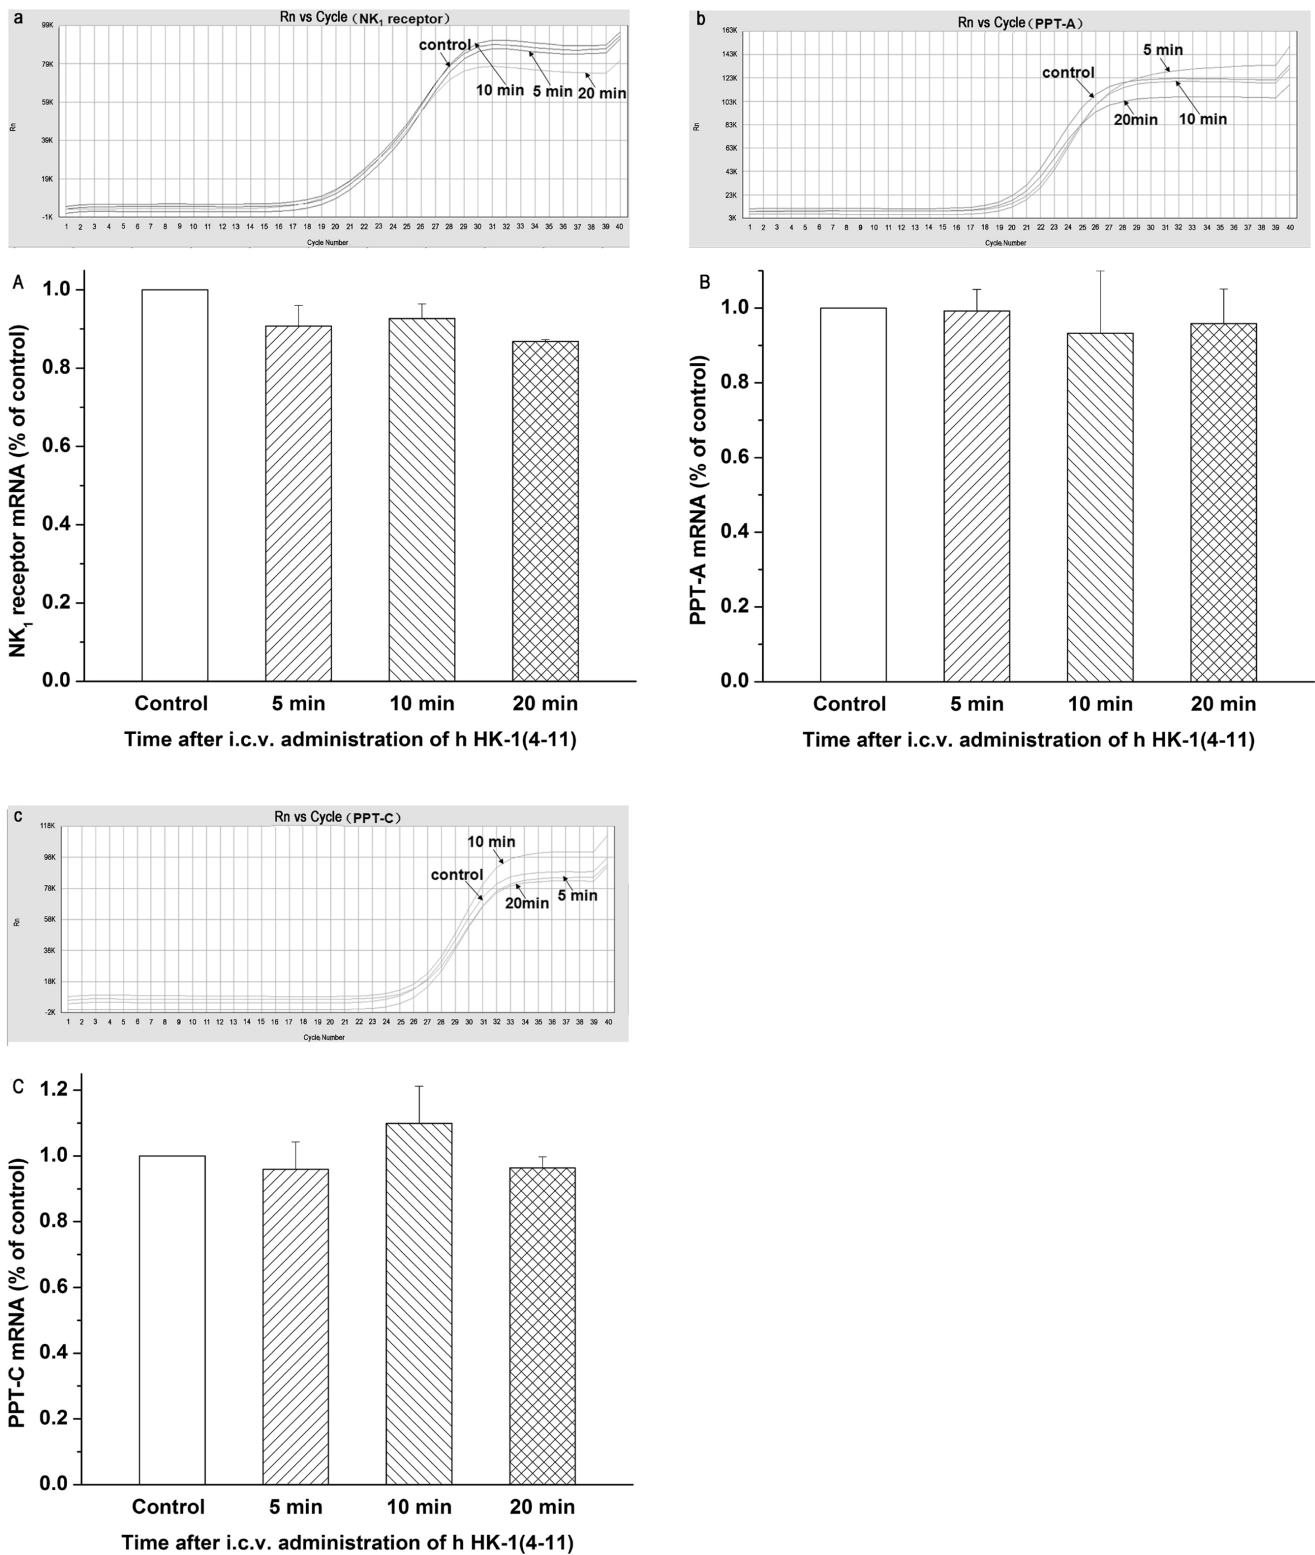 a
Rn vs Cycle（NK1 receptor）
99K
79K
59K
39K
19K
-1K
Rn
control
10 min
5 min
20 min
1 2 3 4 5 6 7 8 9 10 11 12 13 14 15 16 17 18 19 20 21 22 23 24 25 26 27 28 29 30 31 32 33 34 35 36 37 38 39 40
Cycle Number
b
Rn vs Cycle（PPT-A）
163K
143K
123K
103K
83K
63K
43K
23K
3K
Rn
5 min
control
20min
10 min
1 2 3 4 5 6 7 8 9 10 11 12 13 14 15 16 17 18 19 20 21 22 23 24 25 26 27 28 29 30 31 32 33 34 35 36 37 38 39 40
Cycle Number
A
NK1 receptor mRNA (% of control)
1.0
0.8
0.6
0.4
0.2
0.0
Control 5 min 10 min 20 min
Time after i.c.v. administration of h HK-1(4-11)
B
PPT-A mRNA (% of control)
1.0
0.8
0.6
0.4
0.2
0.0
Control 5 min 10 min 20 min
Time after i.c.v. administration of h HK-1(4-11)
c
Rn vs Cycle（PPT-C）
118K
98K
78K
58K
38K
18K
-2K
Rn
10 min
control
20min
5 min
1 2 3 4 5 6 7 8 9 10 11 12 13 14 15 16 17 18 19 20 21 22 23 24 25 26 27 28 29 30 31 32 33 34 35 36 37 38 39 40
Cycle Number
C
PPT-C mRNA (% of control)
1.2
1.0
0.8
0.6
0.4
0.2
0.0
Control 5 min 10 min 20 min
Time after i.c.v. administration of h HK-1(4-11)